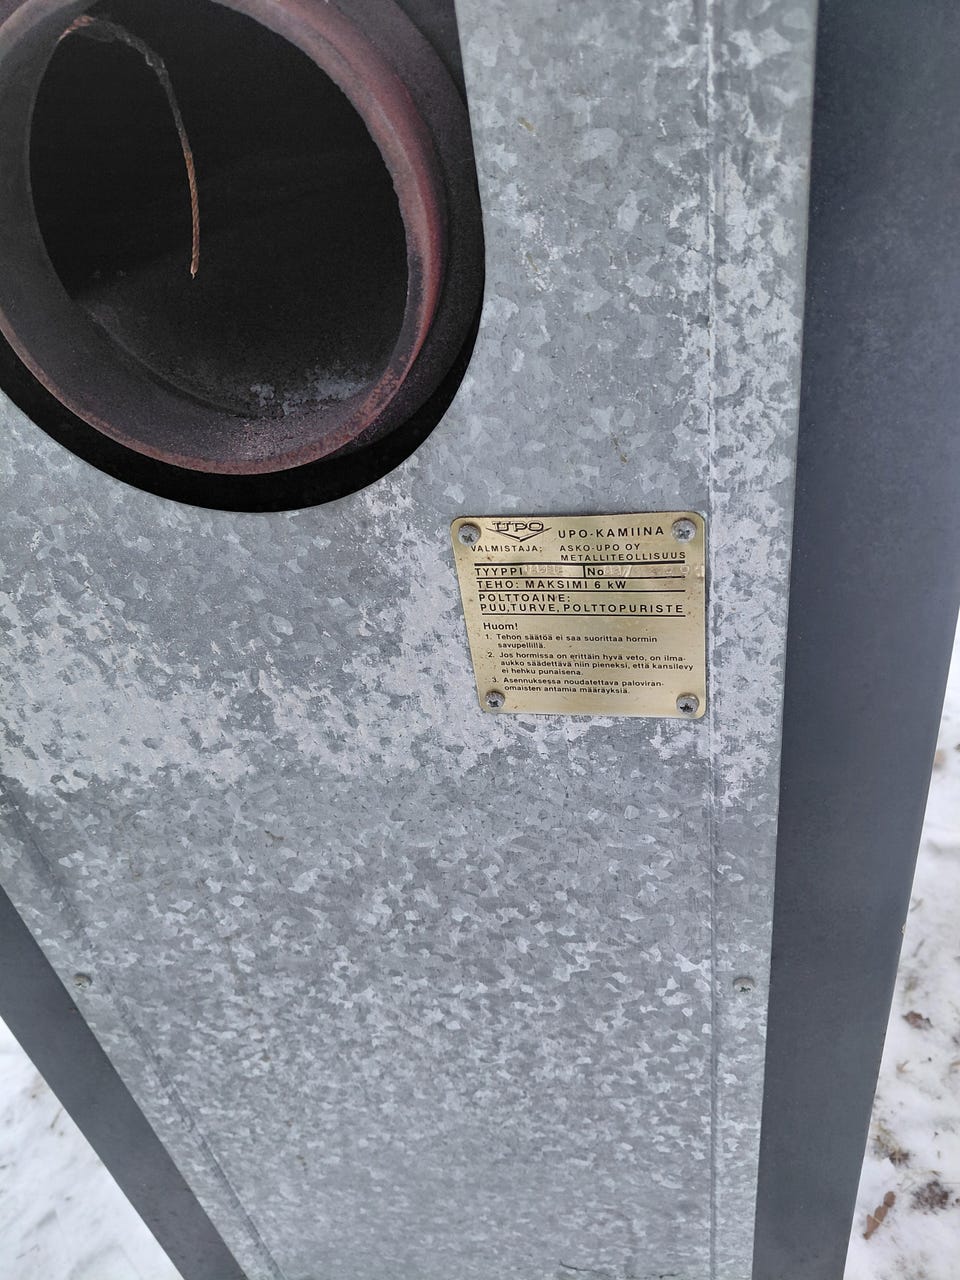 UPO UPO-KAMIINA
VALMISTAJA: ASKO-UPO OY
METALLITEOLLISUUS
TYYPPI No
TEHO: MAKSIMI 6 kW
POLTTOAINE:
PUU,TURVE,POLTTOPURISTE
Huom!
1. Tehon säätöä ei saa suorittaa hormin
savupellillä.
2. Jos hormissa on erittäin hyvä veto, on ilma-
aukko säädettävä niin pieneksi, että kansilevy
ei hehku punaisena.
3. Asennuksessa noudatettava paloviran-
omaisten antamia määräyksiä.